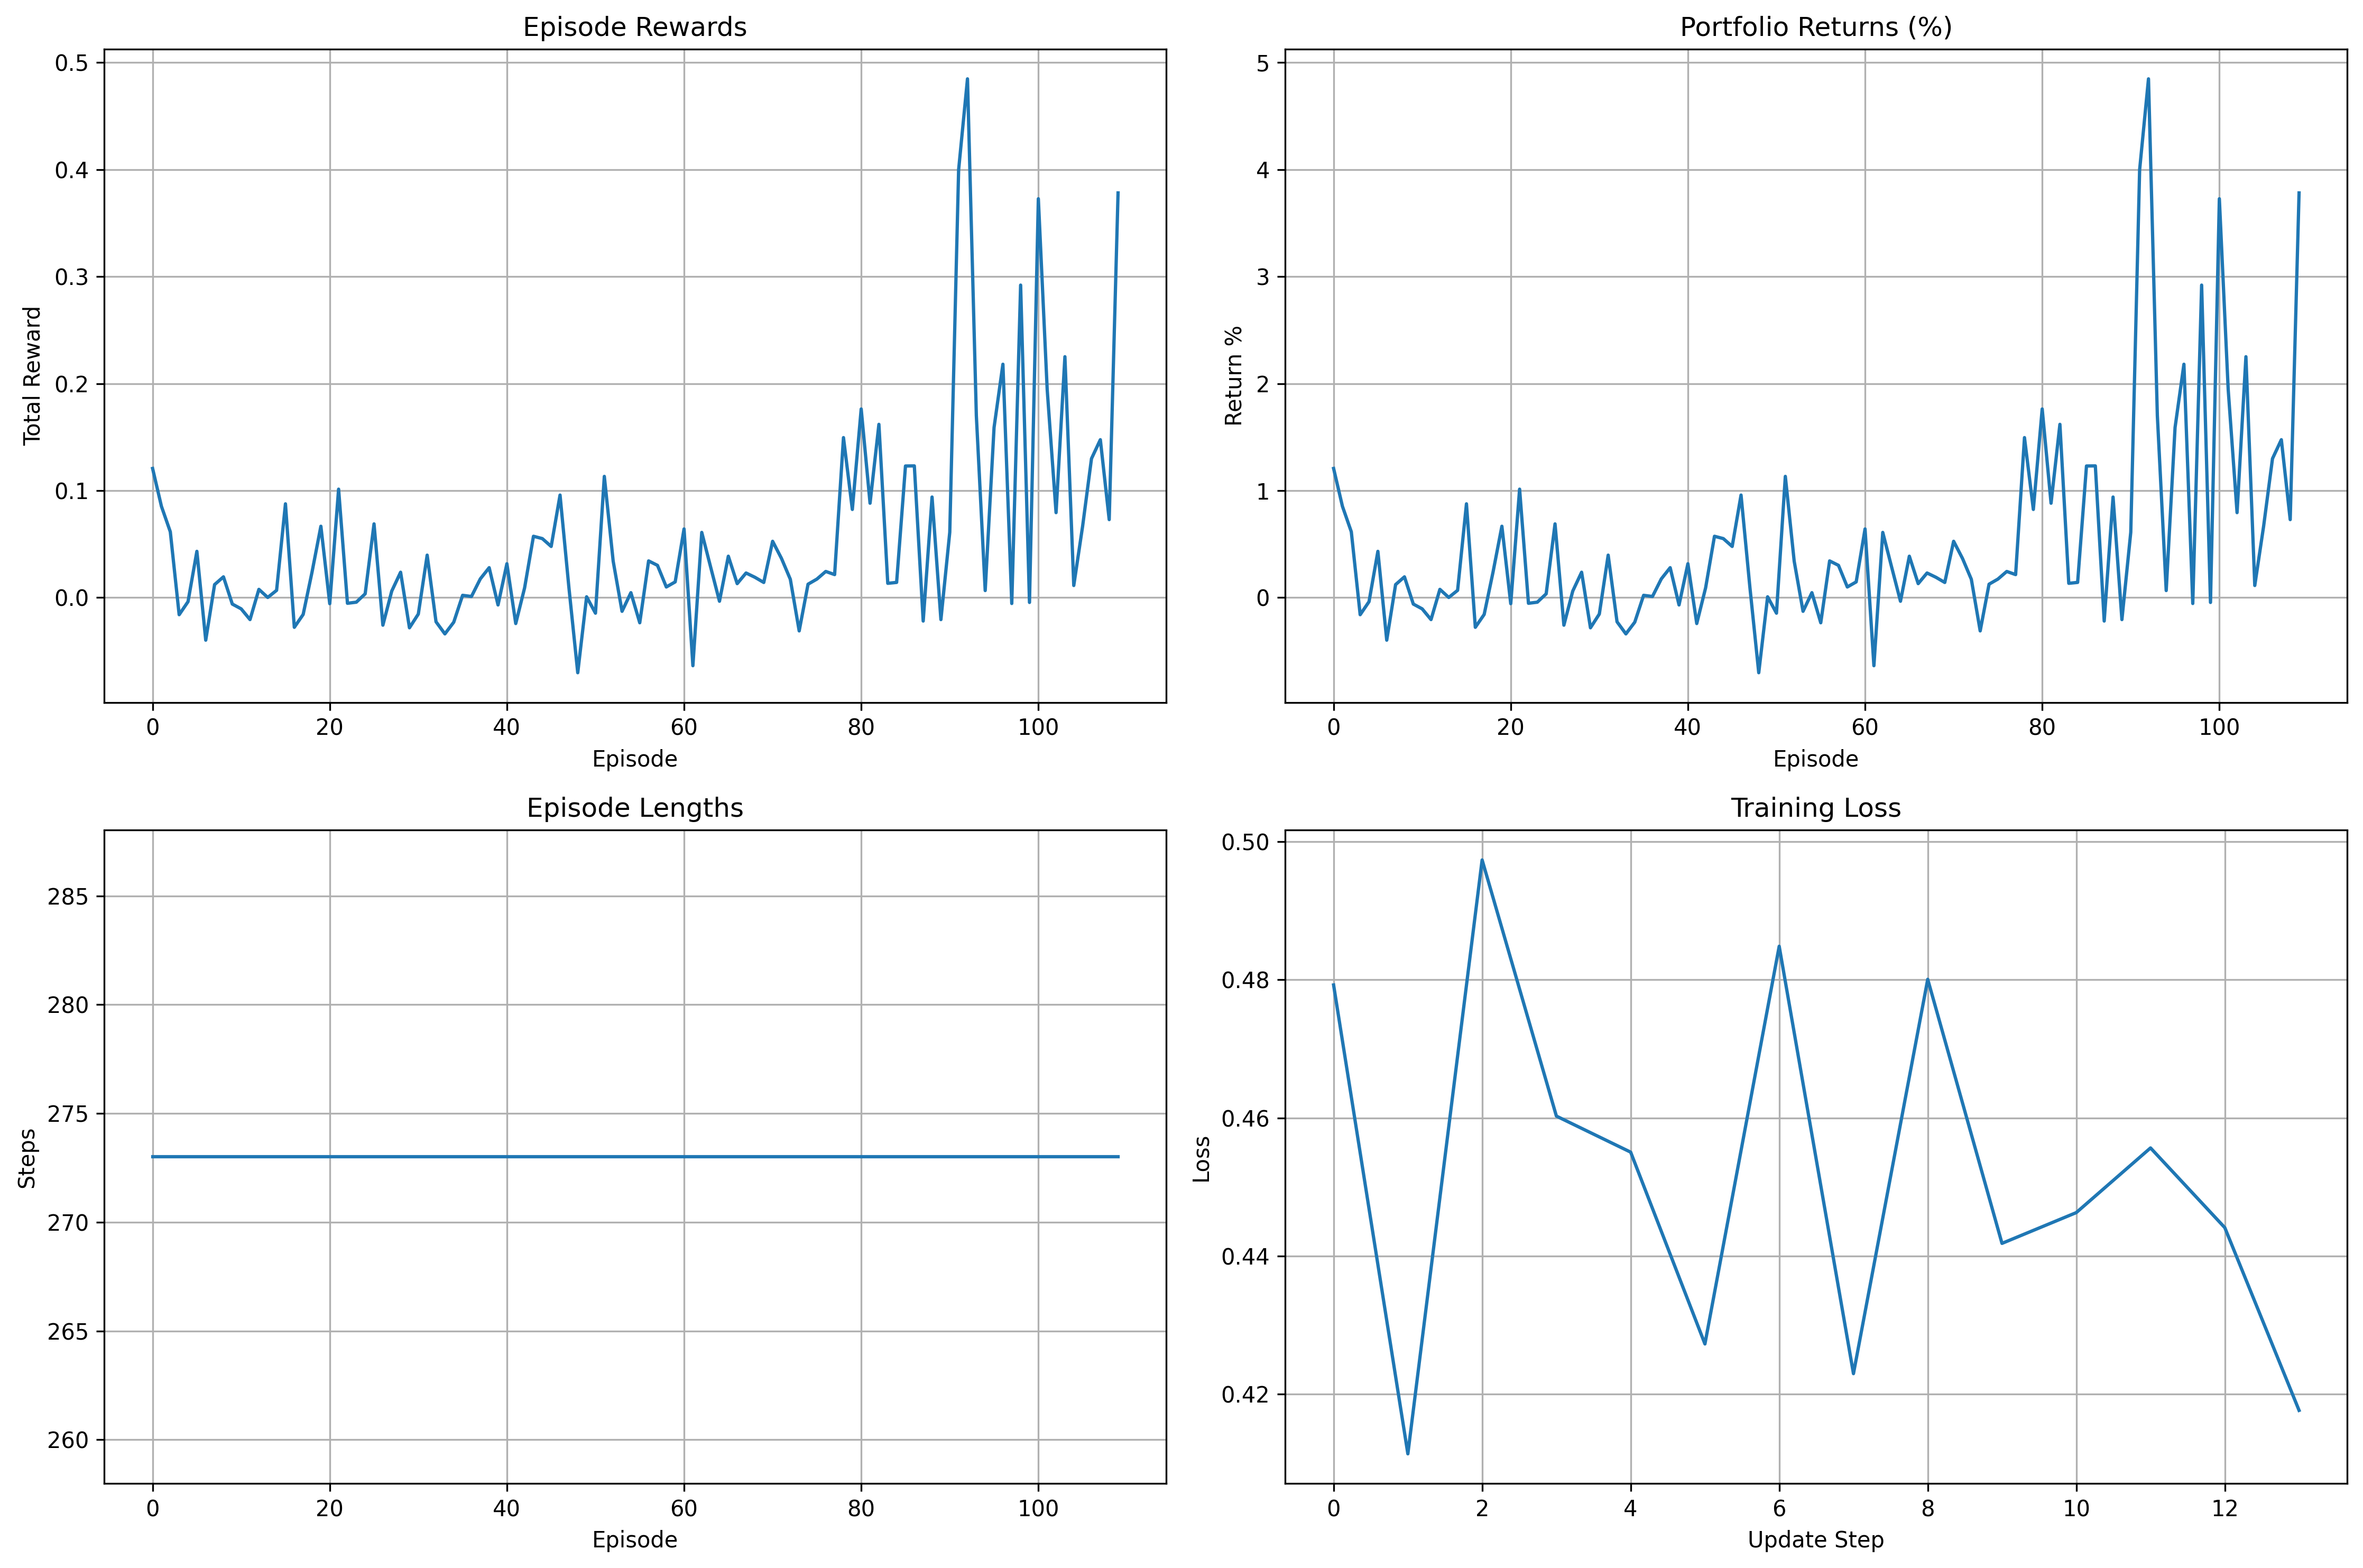 Episode Rewards
0.5
0.4
0.3
0.2
0.1
0.0
Total Reward
0 20 40 60 80 100
Episode
Portfolio Returns (%)
5
4
3
2
1
0
Return %
0 20 40 60 80 100
Episode
Episode Lengths
285
280
275
270
265
260
Steps
0 20 40 60 80 100
Episode
Training Loss
0.50
0.48
0.46
0.44
0.42
Loss
0 2 4 6 8 10 12
Update Step